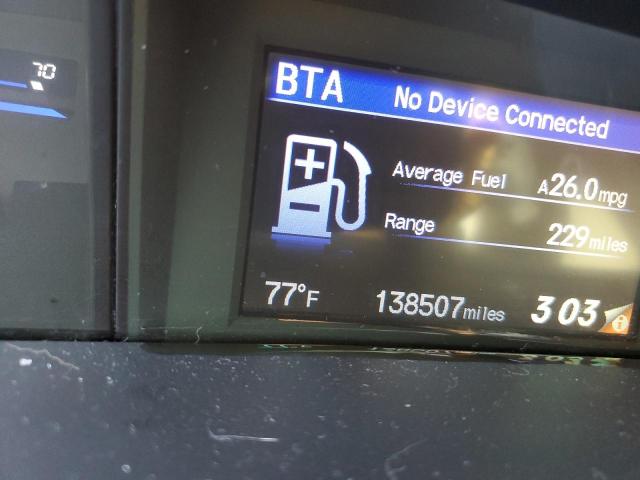 70
BTA No Device Connected
Average Fuel A26.0mpg
Range 229miles
77°F 138507miles 303